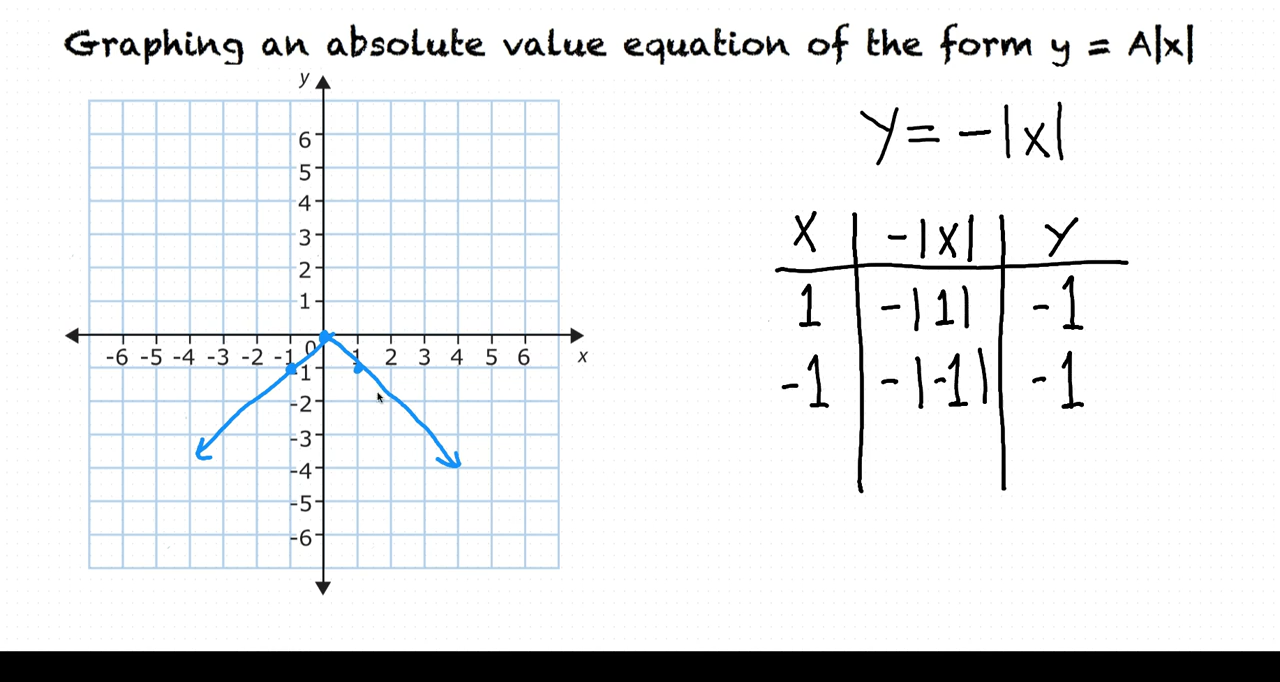 Graphing an absolute value equation of the form y = A|x|
y
y = -|x|
6
5
4
3
2
1
x | -|x| | y
1 | -|1| | -1
-1 | -|-1| | -1
-6 -5 -4 -3 -2 -1 0 1 2 3 4 5 6 x
-1
-2
-3
-4
-5
-6